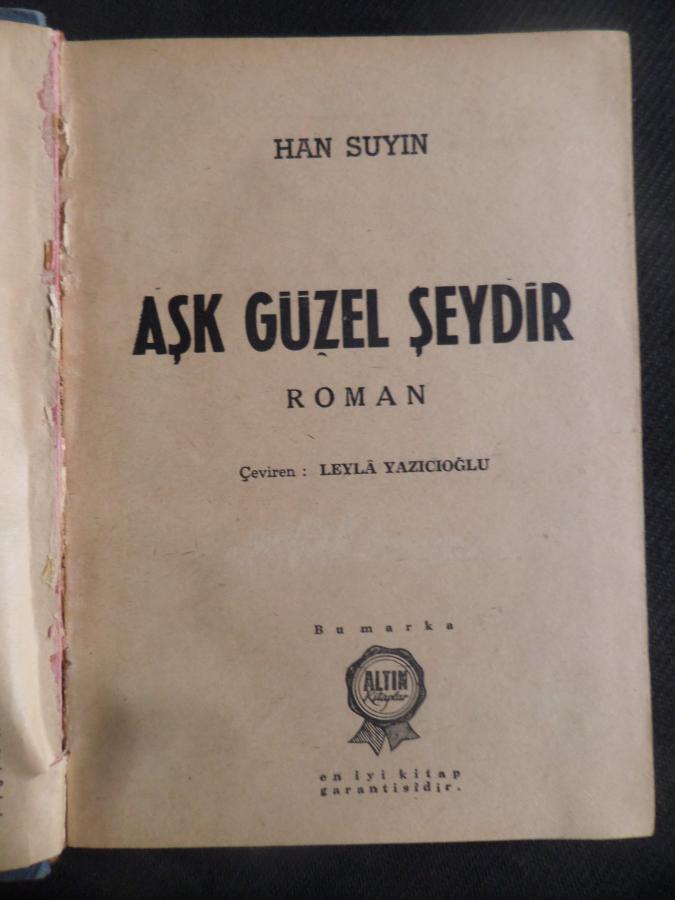 HAN SUYIN
AŞK GÜZEL ŞEYDİR
ROMAN
Çeviren : LEYLÂ YAZICIOĞLU
Bu marka
ALTIN
Kitaplar
en iyi kitap
garantisidir.